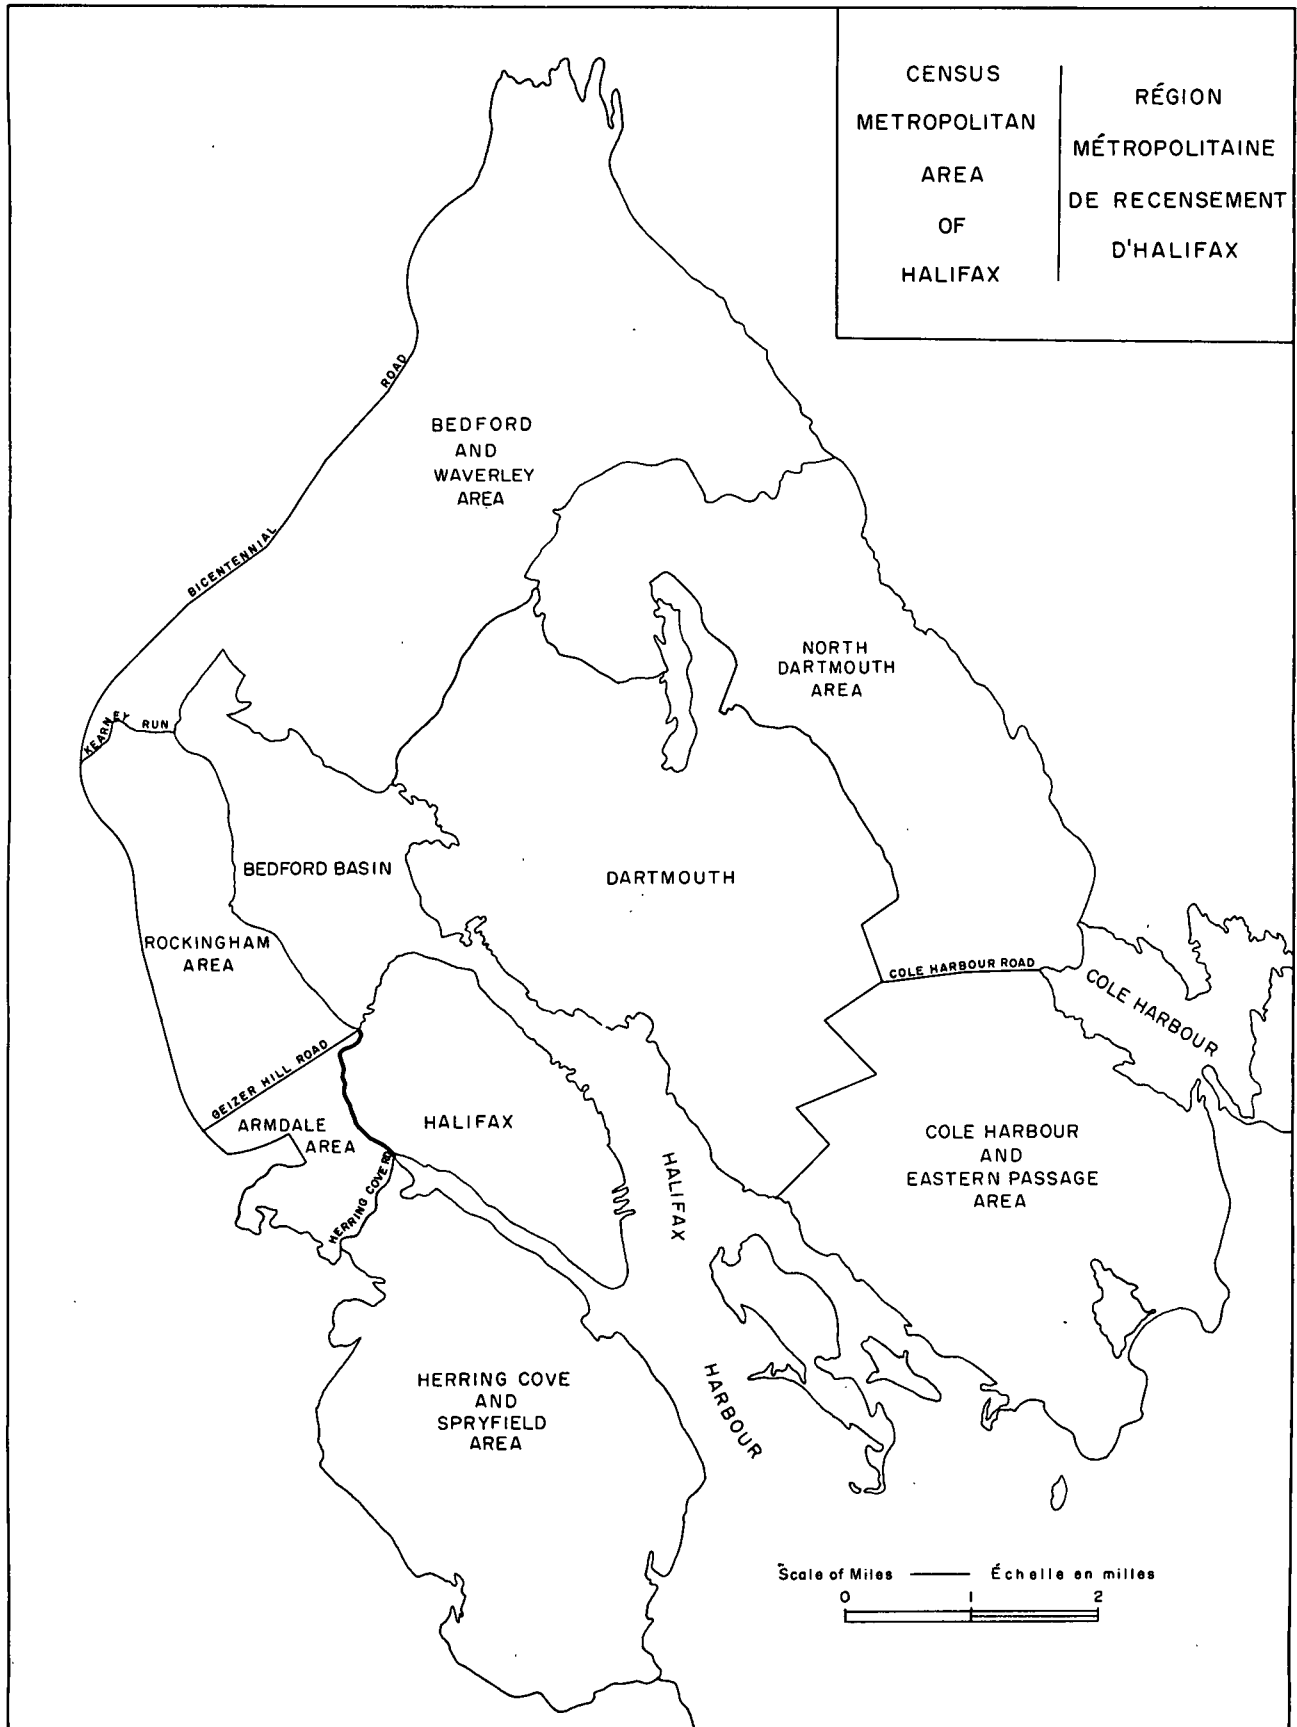 CENSUS
METROPOLITAN
AREA
OF
HALIFAX
RÉGION
MÉTROPOLITAINE
DE RECENSEMENT
D'HALIFAX
ROAD
BICENTENNIAL
BEDFORD
AND
WAVERLEY
AREA
NORTH
DARTMOUTH
AREA
KEARNEY RUN
BEDFORD BASIN
DARTMOUTH
ROCKINGHAM
AREA
COLE HARBOUR ROAD
COLE HARBOUR
GEIZER HILL ROAD
ARMDALE
AREA
HALIFAX
HERRING COVE RD
HALIFAX
HARBOUR
COLE HARBOUR
AND
EASTERN PASSAGE
AREA
HERRING COVE
AND
SPRYFIELD
AREA
Scale of Miles Échelle en milles
0 1 2